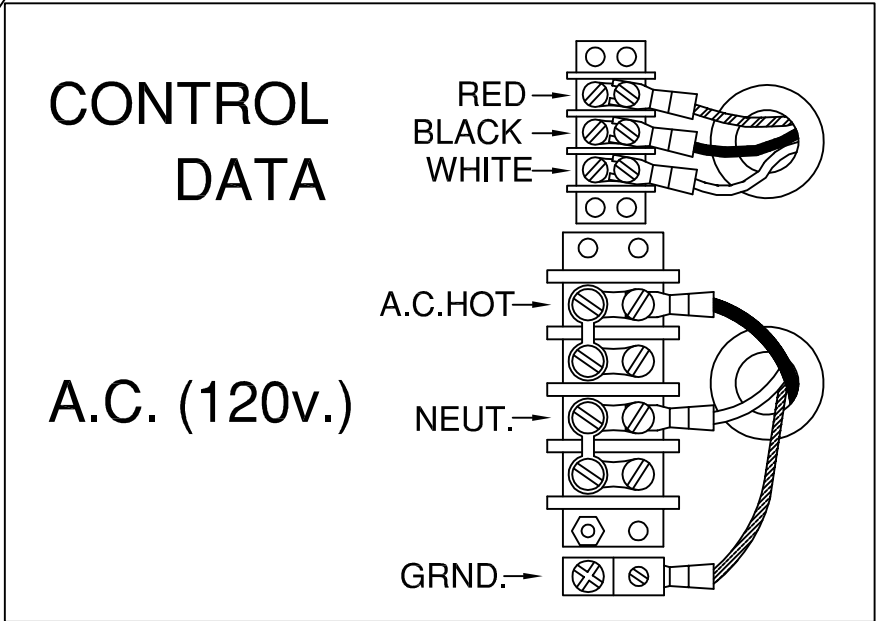 CONTROL
DATA
RED
BLACK
WHITE
A.C. (120v.)
A.C.HOT
NEUT.
GRND.